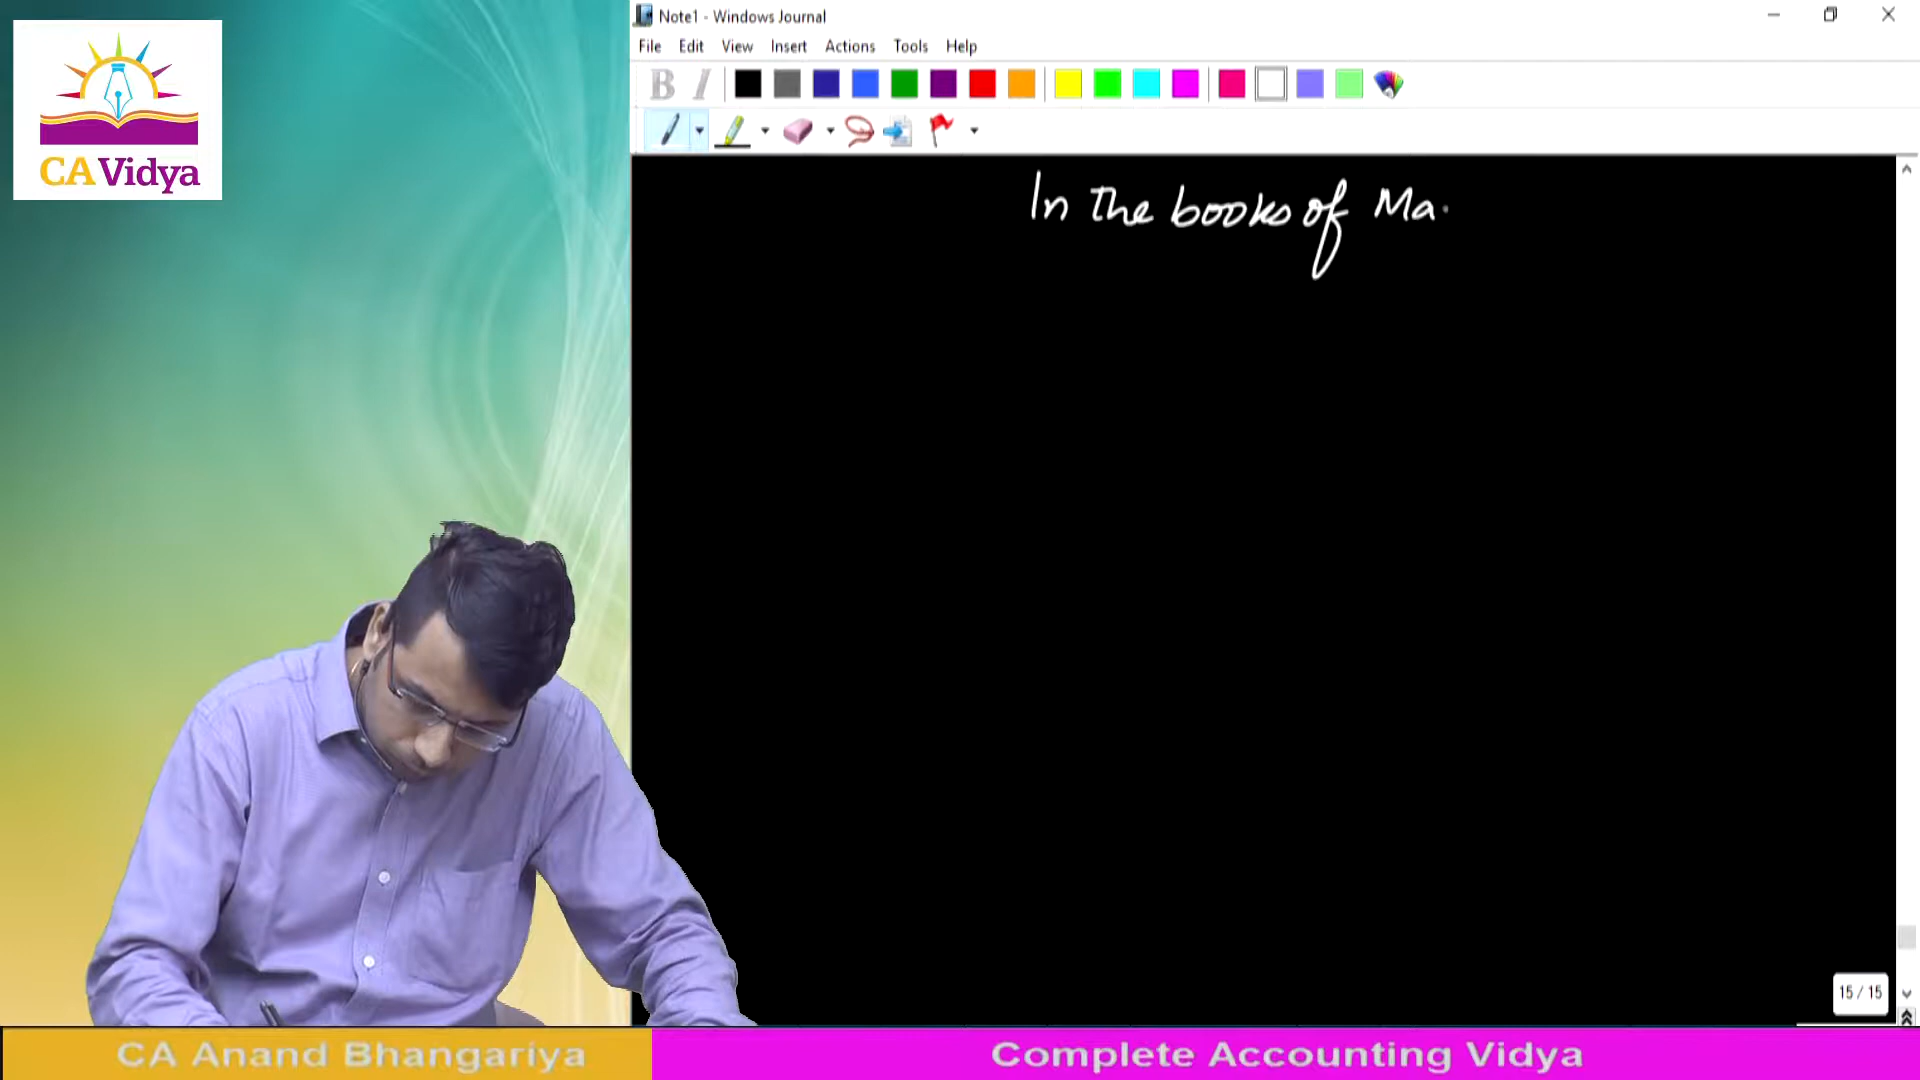 CA Vidya
Note1 - Windows Journal
File Edit View Insert Actions Tools Help
B I
In the books of Ma
15 / 15
CA Anand Bhangariya
Complete Accounting Vidya